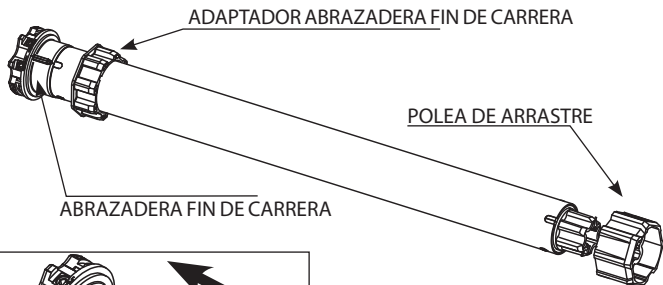 ADAPTADOR ABRAZADERA FIN DE CARRERA
POLEA DE ARRASTRE
ABRAZADERA FIN DE CARRERA